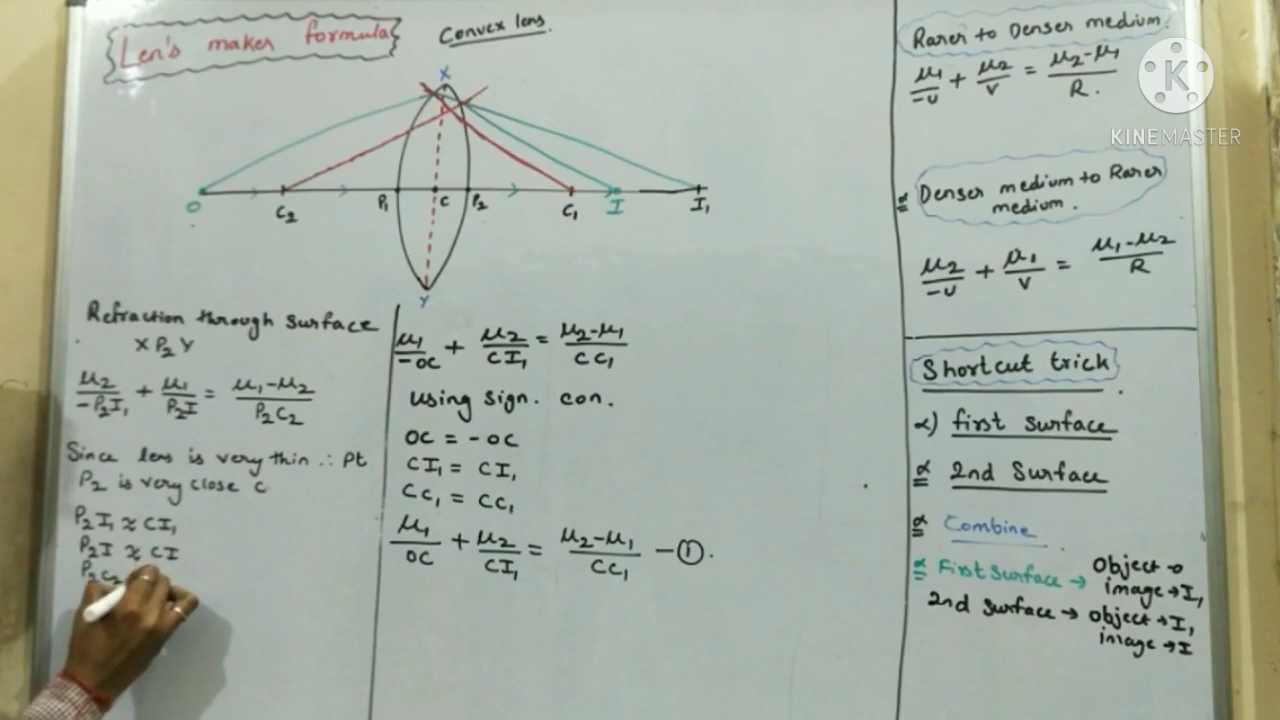 Len's maker formula
Convex lens.
X
O
C₂
P₁
C
P₂
C₁
I
I₁
Y
Refraction through surface
X P₂ Y
μ₂/-P₂I₁ + μ₁/P₂I = μ₁-μ₂/P₂C₂
Since lens is very thin ∴ Pt
P₂ is very close C
P₂I₁ ≈ CI₁
P₂I ≈ CI
P₂C₂
μ₁/-OC + μ₂/CI₁ = μ₂-μ₁/CC₁
using sign. con.
OC = -OC
CI₁ = CI₁
CC₁ = CC₁
μ₁/OC + μ₂/CI₁ = μ₂-μ₁/CC₁ -①.
Rarer to Denser medium.
μ₁/-u + μ₂/v = μ₂-μ₁/R.
Denser medium to Rarer
medium.
μ₂/-u + μ₁/v = μ₁-μ₂/R
Shortcut trick
α) first surface
2nd Surface
Combine
First Surface → Object → O
image → I₁
2nd surface → object → I₁
image → I
K
KINEMASTER